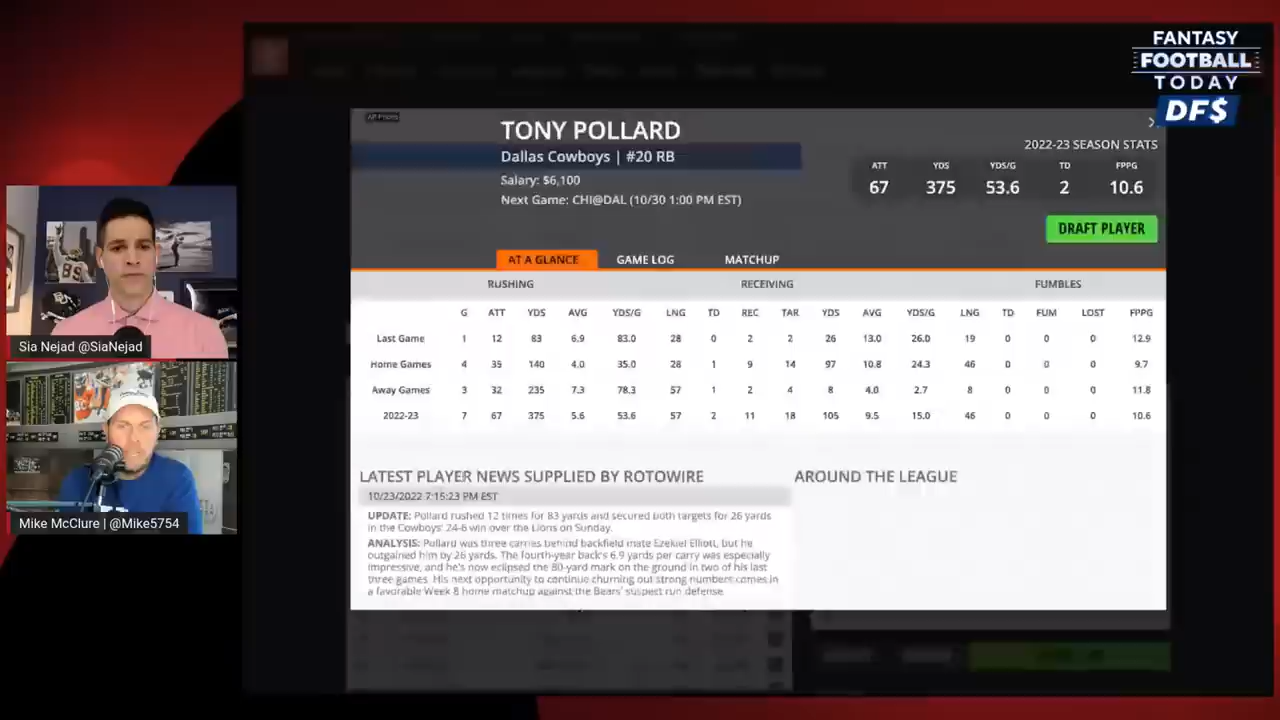 FANTASY
FOOTBALL
TODAY
DF$
TONY POLLARD
Dallas Cowboys | #20 RB
Salary: $6,100
Next Game: CHI@DAL (10/30 1:00 PM EST)
2022-23 SEASON STATS
ATT YDS YDS/G TD FPPG
67 375 53.6 2 10.6
DRAFT PLAYER
AT A GLANCE GAME LOG MATCHUP
RUSHING RECEIVING FUMBLES
G ATT YDS AVG YDS/G LNG TD REC TAR YDS AVG YDS/G LNG TD FUM LOST FPPG
Last Game 1 12 83 6.9 83.0 28 0 2 2 26 13.0 26.0 19 0 0 0 12.9
Home Games 4 35 140 4.0 35.0 28 1 9 14 97 10.8 24.3 46 0 0 0 9.7
Away Games 3 32 235 7.3 78.3 57 1 2 4 8 4.0 2.7 8 0 0 0 11.8
2022-23 7 67 375 5.6 53.6 57 2 11 18 105 9.5 15.0 46 0 0 0 10.6
LATEST PLAYER NEWS SUPPLIED BY ROTOWIRE
AROUND THE LEAGUE
10/23/2022 7:15:23 PM EST
UPDATE: Pollard rushed 12 times for 83 yards and secured both targets for 26 yards
in the Cowboys' 24-6 win over the Lions on Sunday.
ANALYSIS: Pollard was three carries behind backfield mate Ezekiel Elliott, but he
outgained him by 26 yards. The fourth-year back's 6.9 yards per carry was especially
impressive, and he's now eclipsed the 80-yard mark on the ground in two of his last
three games. His next opportunity to continue churning out strong numbers comes in
a favorable Week 8 home matchup against the Bears' suspect run defense.
89
Sia Nejad @SiaNejad
Mike McClure | @Mike5754